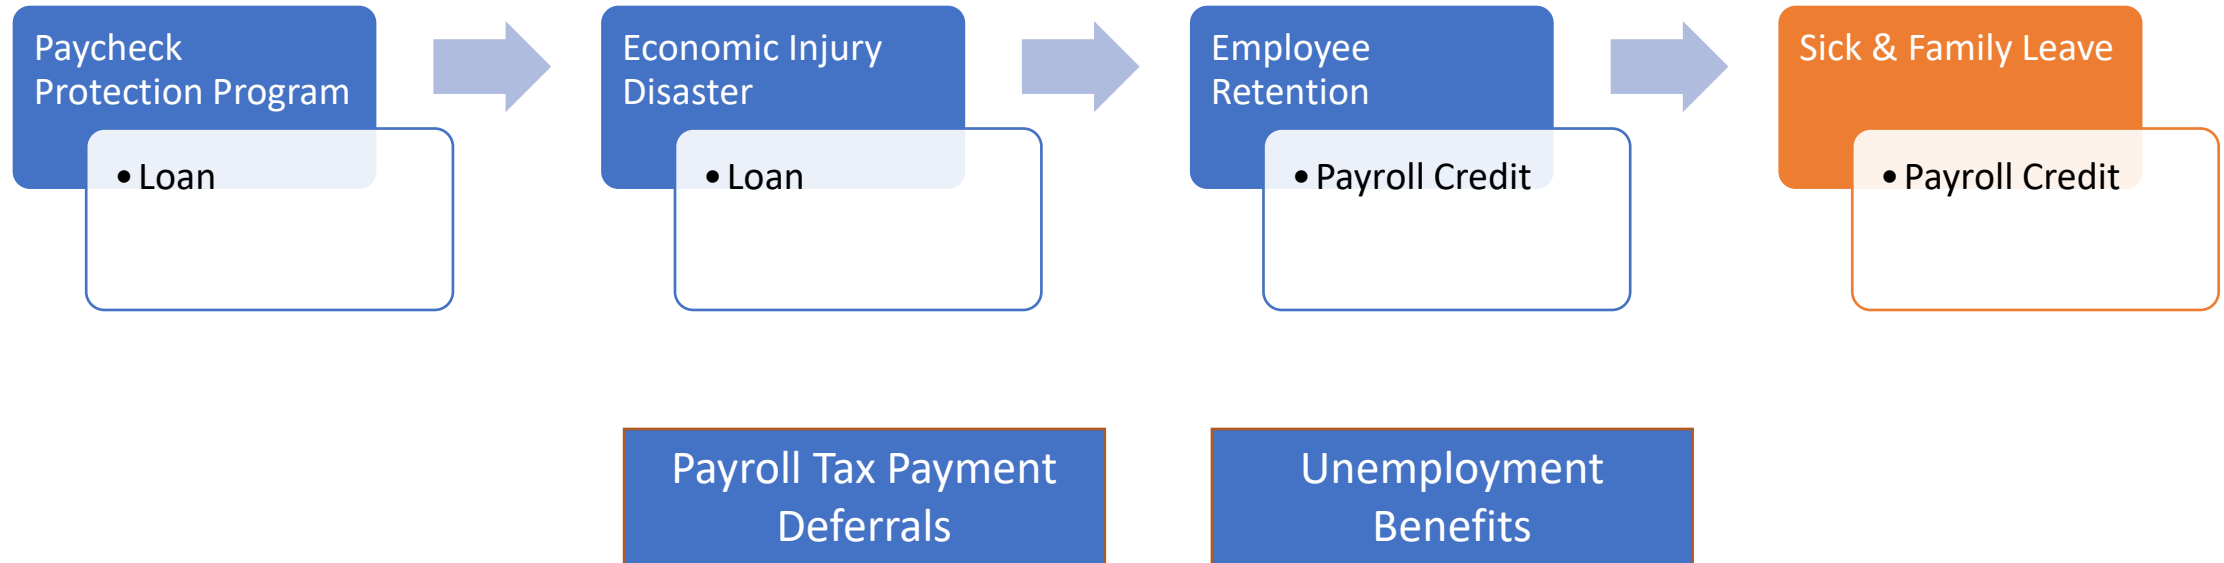 Paycheck
Protection Program
• Loan
Economic Injury
Disaster
• Loan
Employee
Retention
• Payroll Credit
Sick & Family Leave
• Payroll Credit
Payroll Tax Payment
Deferrals
Unemployment
Benefits